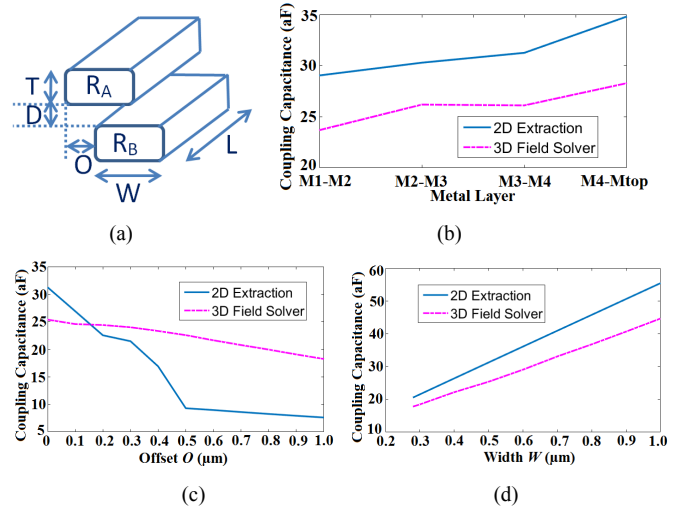 T
R_A
D
R_B
O
W
L
(a)
Coupling Capacitance (aF)
35
30
25
20
2D Extraction
3D Field Solver
M1-M2 M2-M3 M3-M4 M4-Mtop
Metal Layer
(b)
Coupling Capacitance (aF)
35
30
25
20
15
10
5
2D Extraction
3D Field Solver
0 0.1 0.2 0.3 0.4 0.5 0.6 0.7 0.8 0.9 1.0
Offset O (µm)
(c)
Coupling Capacitance (aF)
60
50
40
30
20
10
2D Extraction
3D Field Solver
0.2 0.3 0.4 0.5 0.6 0.7 0.8 0.9 1.0
Width W (µm)
(d)